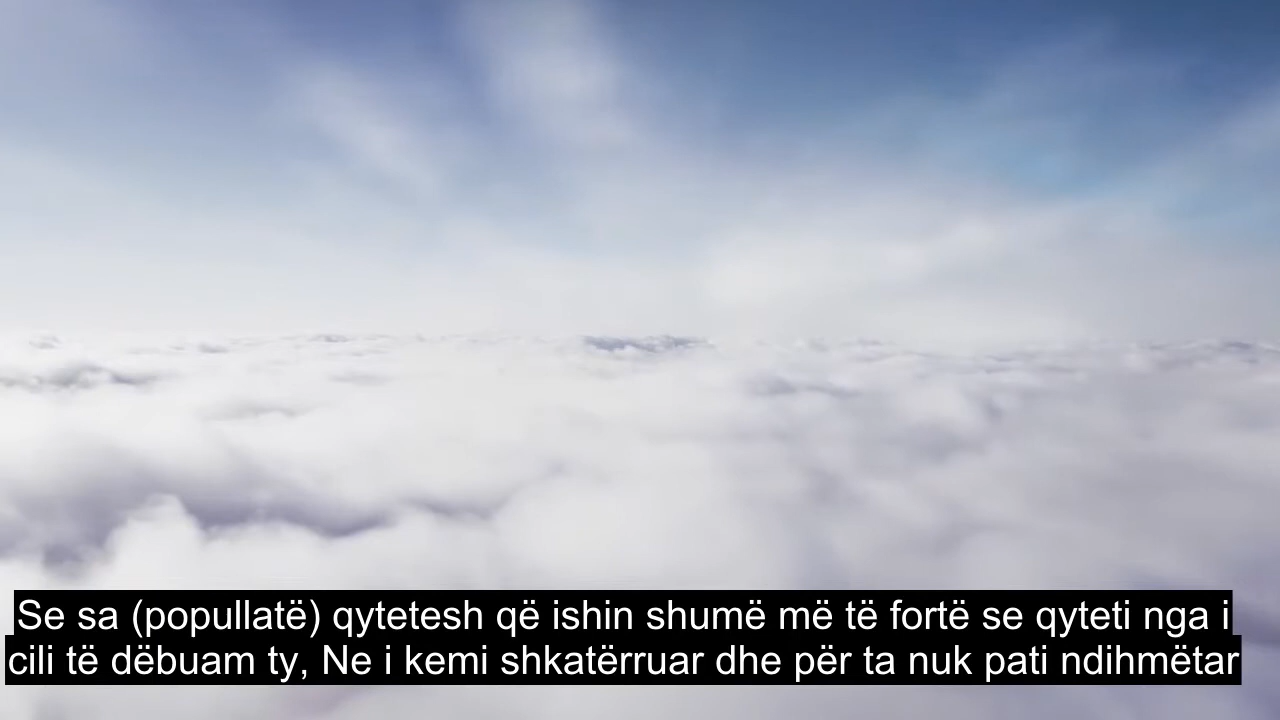 Se sa (popullatë) qytetesh që ishin shumë më të fortë se qyteti nga i
cili të dëbuam ty, Ne i kemi shkatërruar dhe për ta nuk pati ndihmëtar